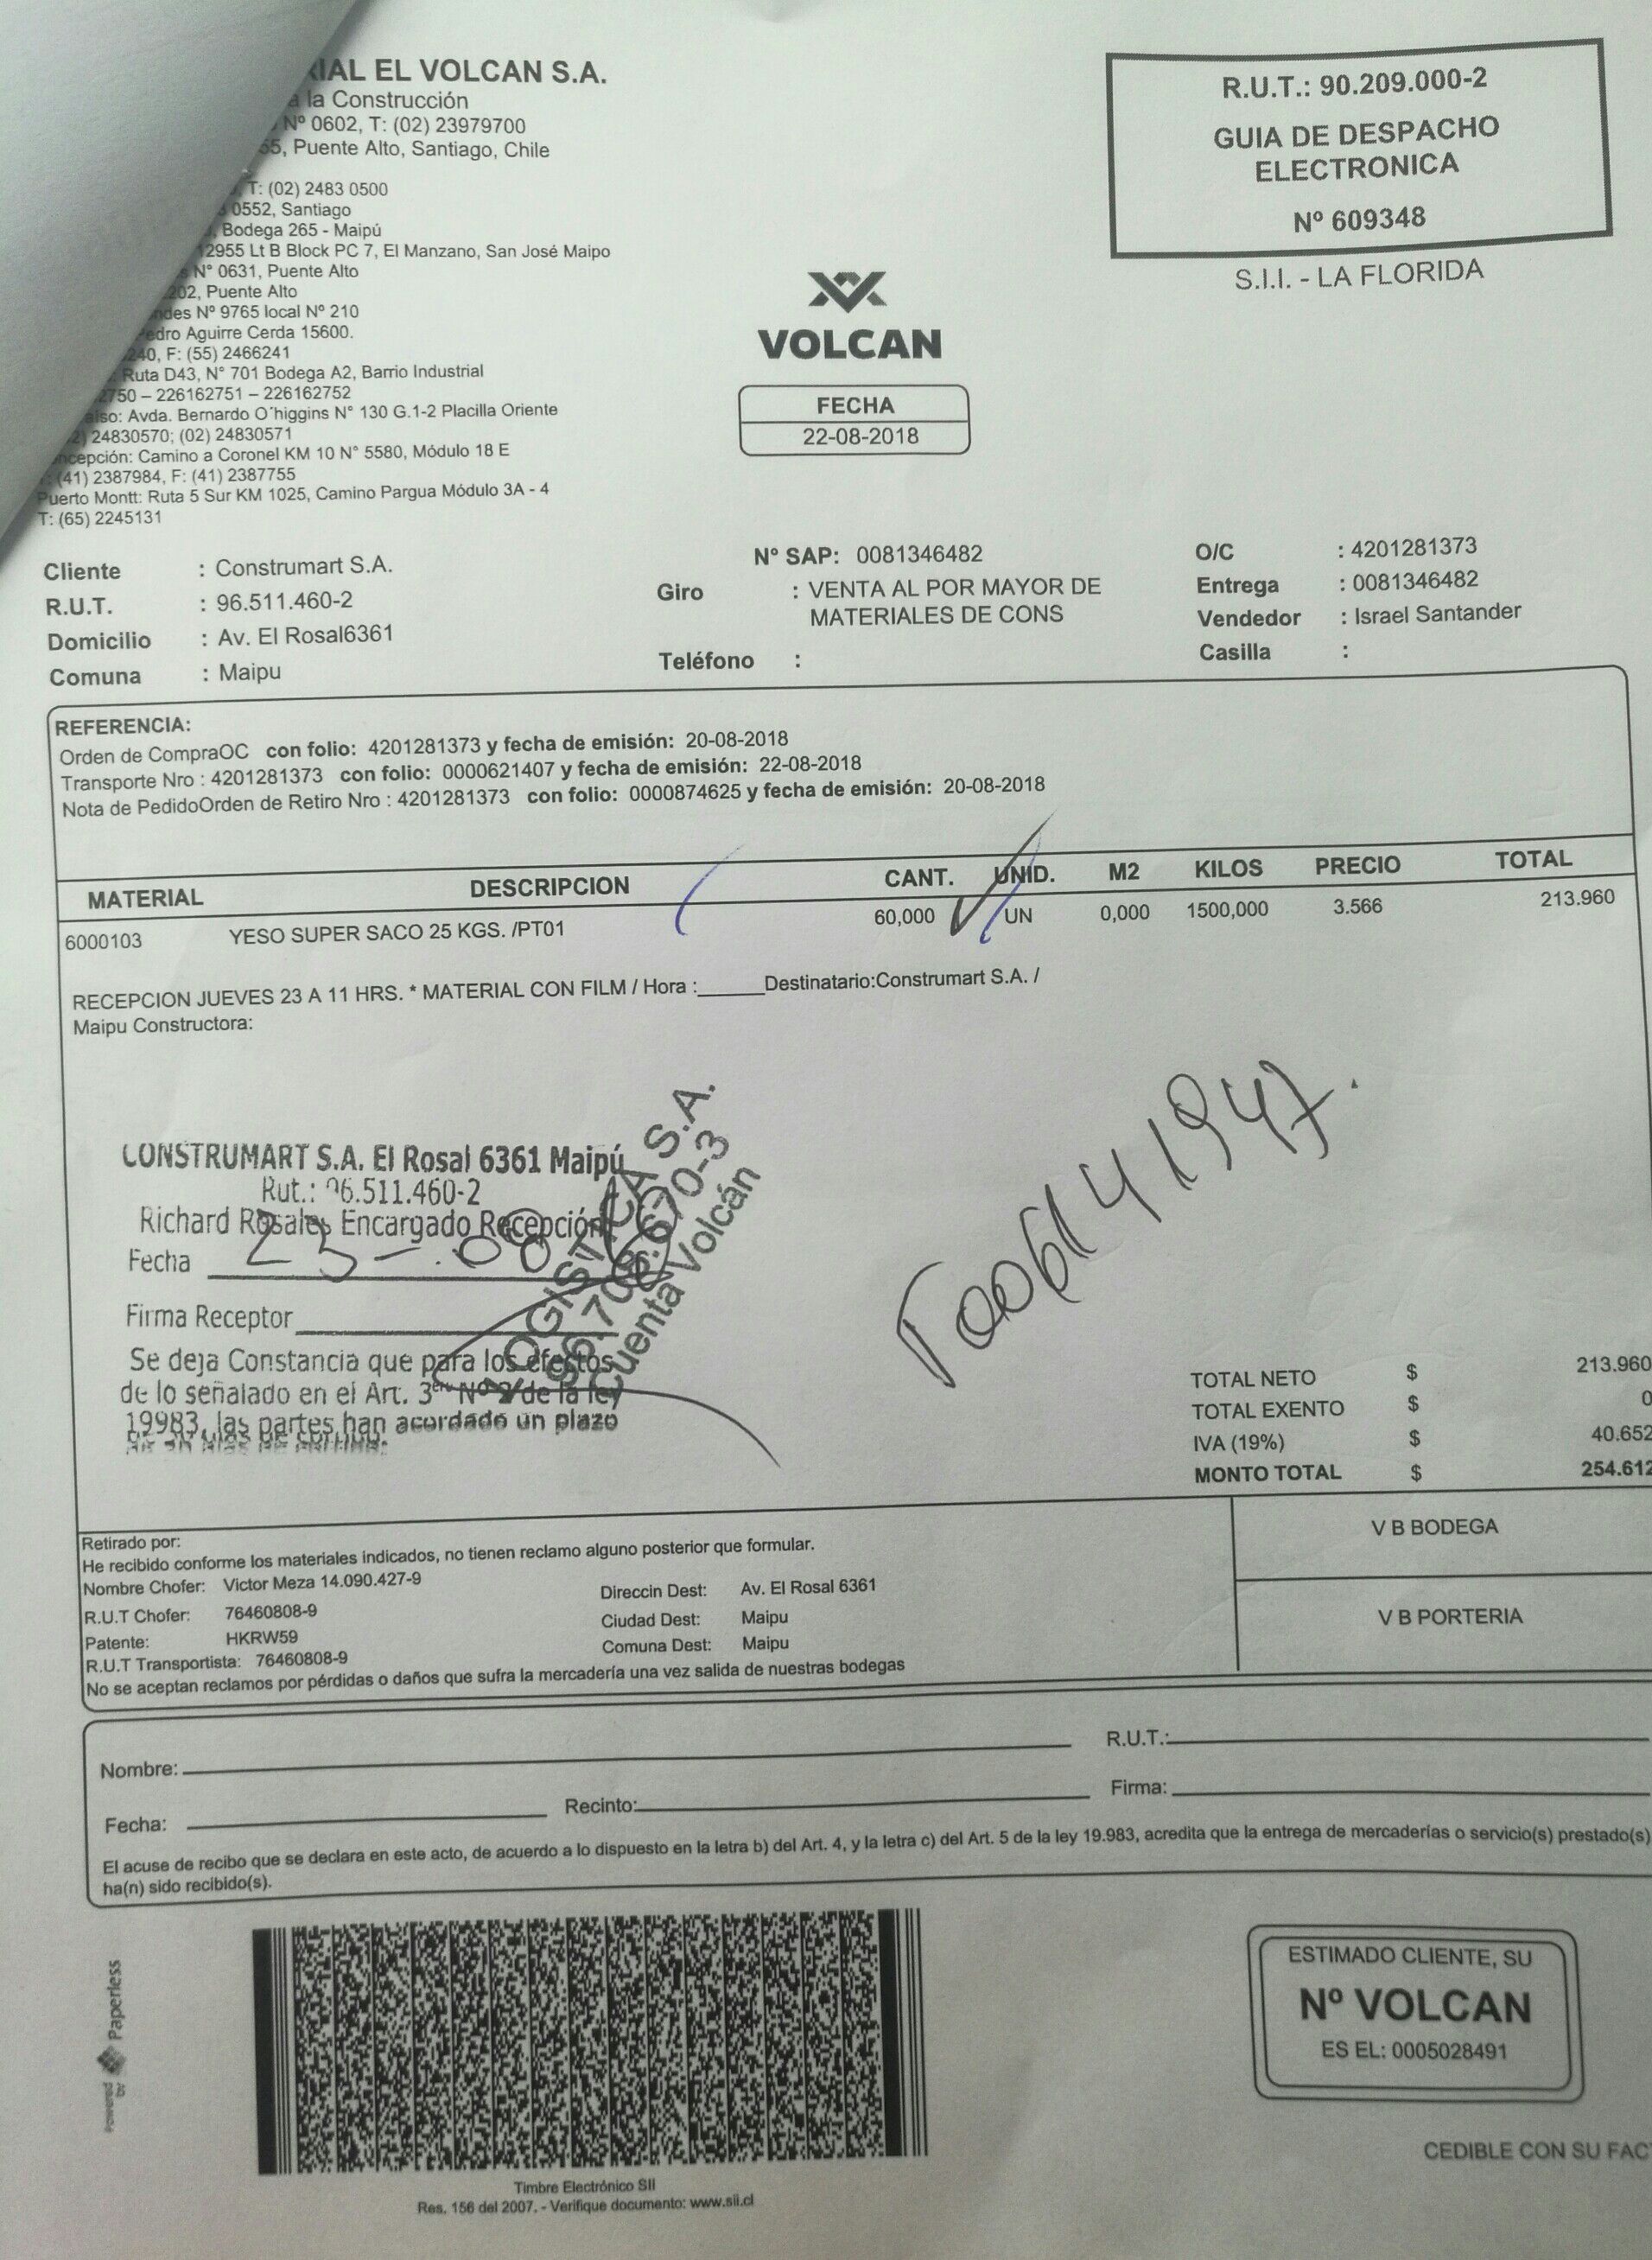 IAL EL VOLCAN S.A.
a la Construcción
Nº 0602, T: (02) 23979700
55, Puente Alto, Santiago, Chile
T: (02) 2483 0500
0552, Santiago
Bodega 265 - Maipú
12955 Lt B Block PC 7, El Manzano, San José Maipo
N° 0631, Puente Alto
202, Puente Alto
des Nº 9765 local N° 210
edro Aguirre Cerda 15600.
240, F: (55) 2466241
Ruta D43, N° 701 Bodega A2, Barrio Industrial
2750 – 226162751 – 226162752
aiso: Avda. Bernardo O´higgins N° 130 G.1-2 Placilla Oriente
2) 24830570; (02) 24830571
ncepción: Camino a Coronel KM 10 N° 5580, Módulo 18 E
(41) 2387984, F: (41) 2387755
Puerto Montt: Ruta 5 Sur KM 1025, Camino Pargua Módulo 3A - 4
T: (65) 2245131
R.U.T.: 90.209.000-2
GUIA DE DESPACHO
ELECTRONICA
Nº 609348
S.I.I. - LA FLORIDA
VOLCAN
FECHA
22-08-2018
Cliente : Construmart S.A.
R.U.T. : 96.511.460-2
Domicilio : Av. El Rosal6361
Comuna : Maipu
Nº SAP: 0081346482
Giro : VENTA AL POR MAYOR DE
MATERIALES DE CONS
Teléfono :
O/C : 4201281373
Entrega : 0081346482
Vendedor : Israel Santander
Casilla :
REFERENCIA:
Orden de CompraOC con folio: 4201281373 y fecha de emisión: 20-08-2018
Transporte Nro : 4201281373 con folio: 0000621407 y fecha de emisión: 22-08-2018
Nota de PedidoOrden de Retiro Nro : 4201281373 con folio: 0000874625 y fecha de emisión: 20-08-2018
MATERIAL DESCRIPCION CANT. UNID. M2 KILOS PRECIO TOTAL
6000103 YESO SUPER SACO 25 KGS. /PT01 60,000 UN 0,000 1500,000 3.566 213.960
RECEPCION JUEVES 23 A 11 HRS. * MATERIAL CON FILM / Hora :______Destinatario:Construmart S.A. /
Maipu Constructora:
CONSTRUMART S.A. El Rosal 6361 Maipú
Rut.: 96.511.460-2
Richard Rosales Encargado Recepción
Fecha 23-.08
Firma Receptor
Se deja Constancia que para los efectos
de lo señalado en el Art. 3ero Nº 2 de la ley
19983, las partes han acordado un plazo
LOGISTICA S.A.
96.706.670-3
Cuenta Volcán
TOTAL NETO $ 213.960
TOTAL EXENTO $ 0
IVA (19%) $ 40.652
MONTO TOTAL $ 254.612
Retirado por:
He recibido conforme los materiales indicados, no tienen reclamo alguno posterior que formular.
Nombre Chofer: Victor Meza 14.090.427-9
R.U.T Chofer: 76460808-9
Patente: HKRW59
R.U.T Transportista: 76460808-9
Direccin Dest: Av. El Rosal 6361
Ciudad Dest: Maipu
Comuna Dest: Maipu
No se aceptan reclamos por pérdidas o daños que sufra la mercadería una vez salida de nuestras bodegas
V B BODEGA
V B PORTERIA
Nombre: R.U.T.:
Fecha: Recinto: Firma:
El acuse de recibo que se declara en este acto, de acuerdo a lo dispuesto en la letra b) del Art. 4, y la letra c) del Art. 5 de la ley 19.983, acredita que la entrega de mercaderías o servicio(s) prestado(s)
ha(n) sido recibido(s).
Powered by Paperless
Timbre Electrónico SII
Res. 156 del 2007. - Verifique documento: www.sii.cl
ESTIMADO CLIENTE, SU
Nº VOLCAN
ES EL: 0005028491
CEDIBLE CON SU FAC